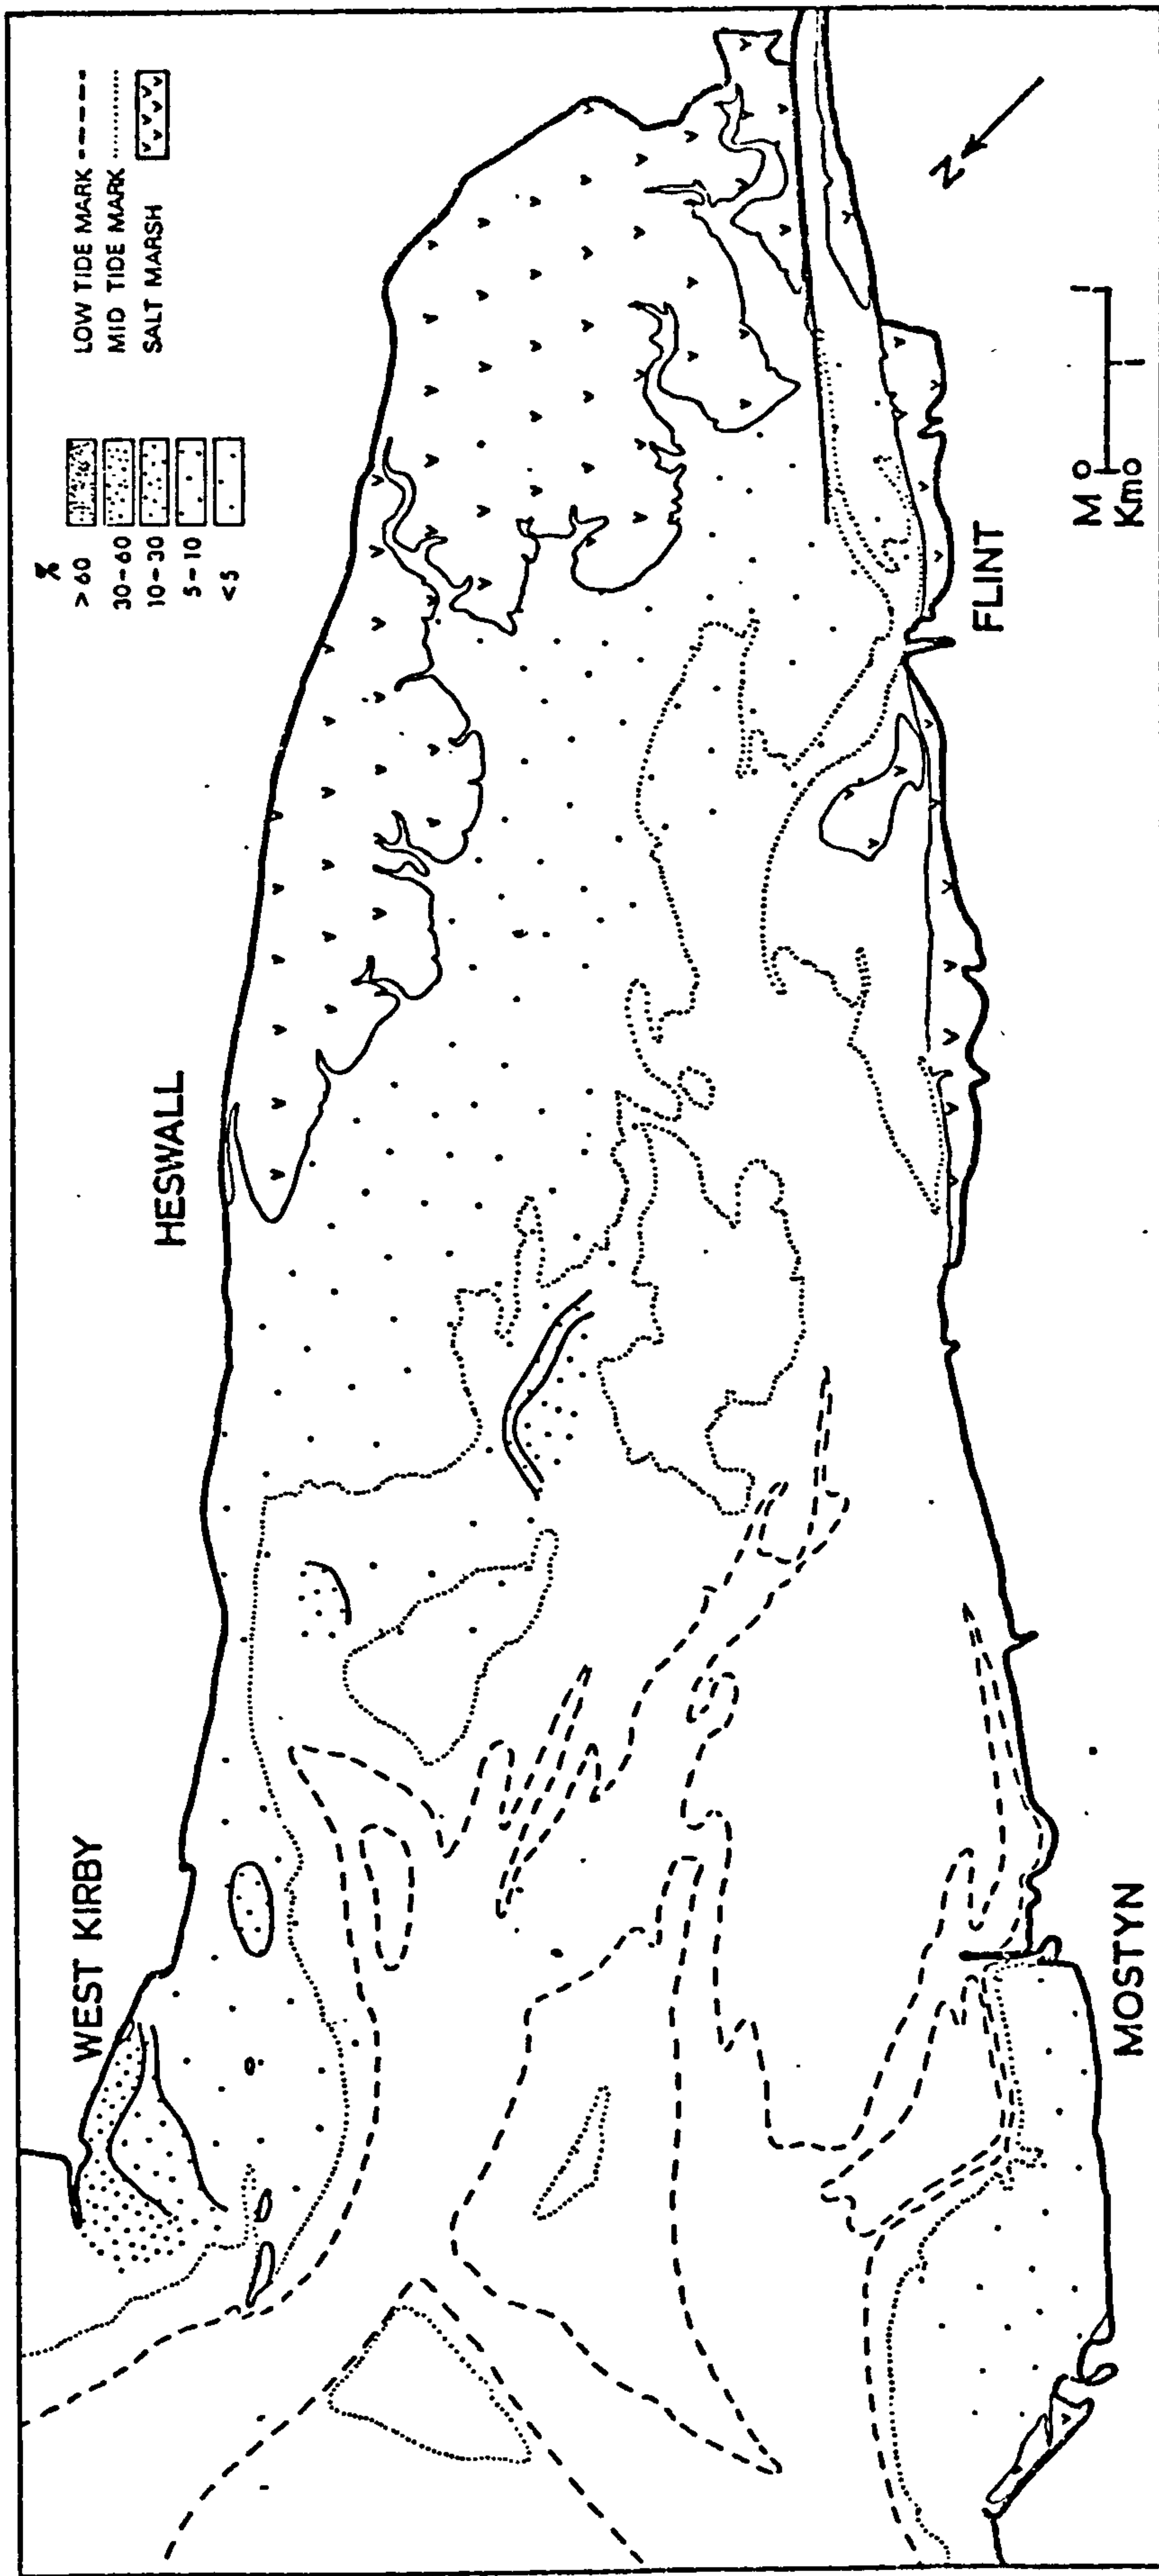 %
> 60
30-60
10-30
5-10
<5
LOW TIDE MARK
MID TIDE MARK
SALT MARSH
HESWALL
WEST KIRBY
FLINT
MOSTYN
N
M 0 1
Km 0 1